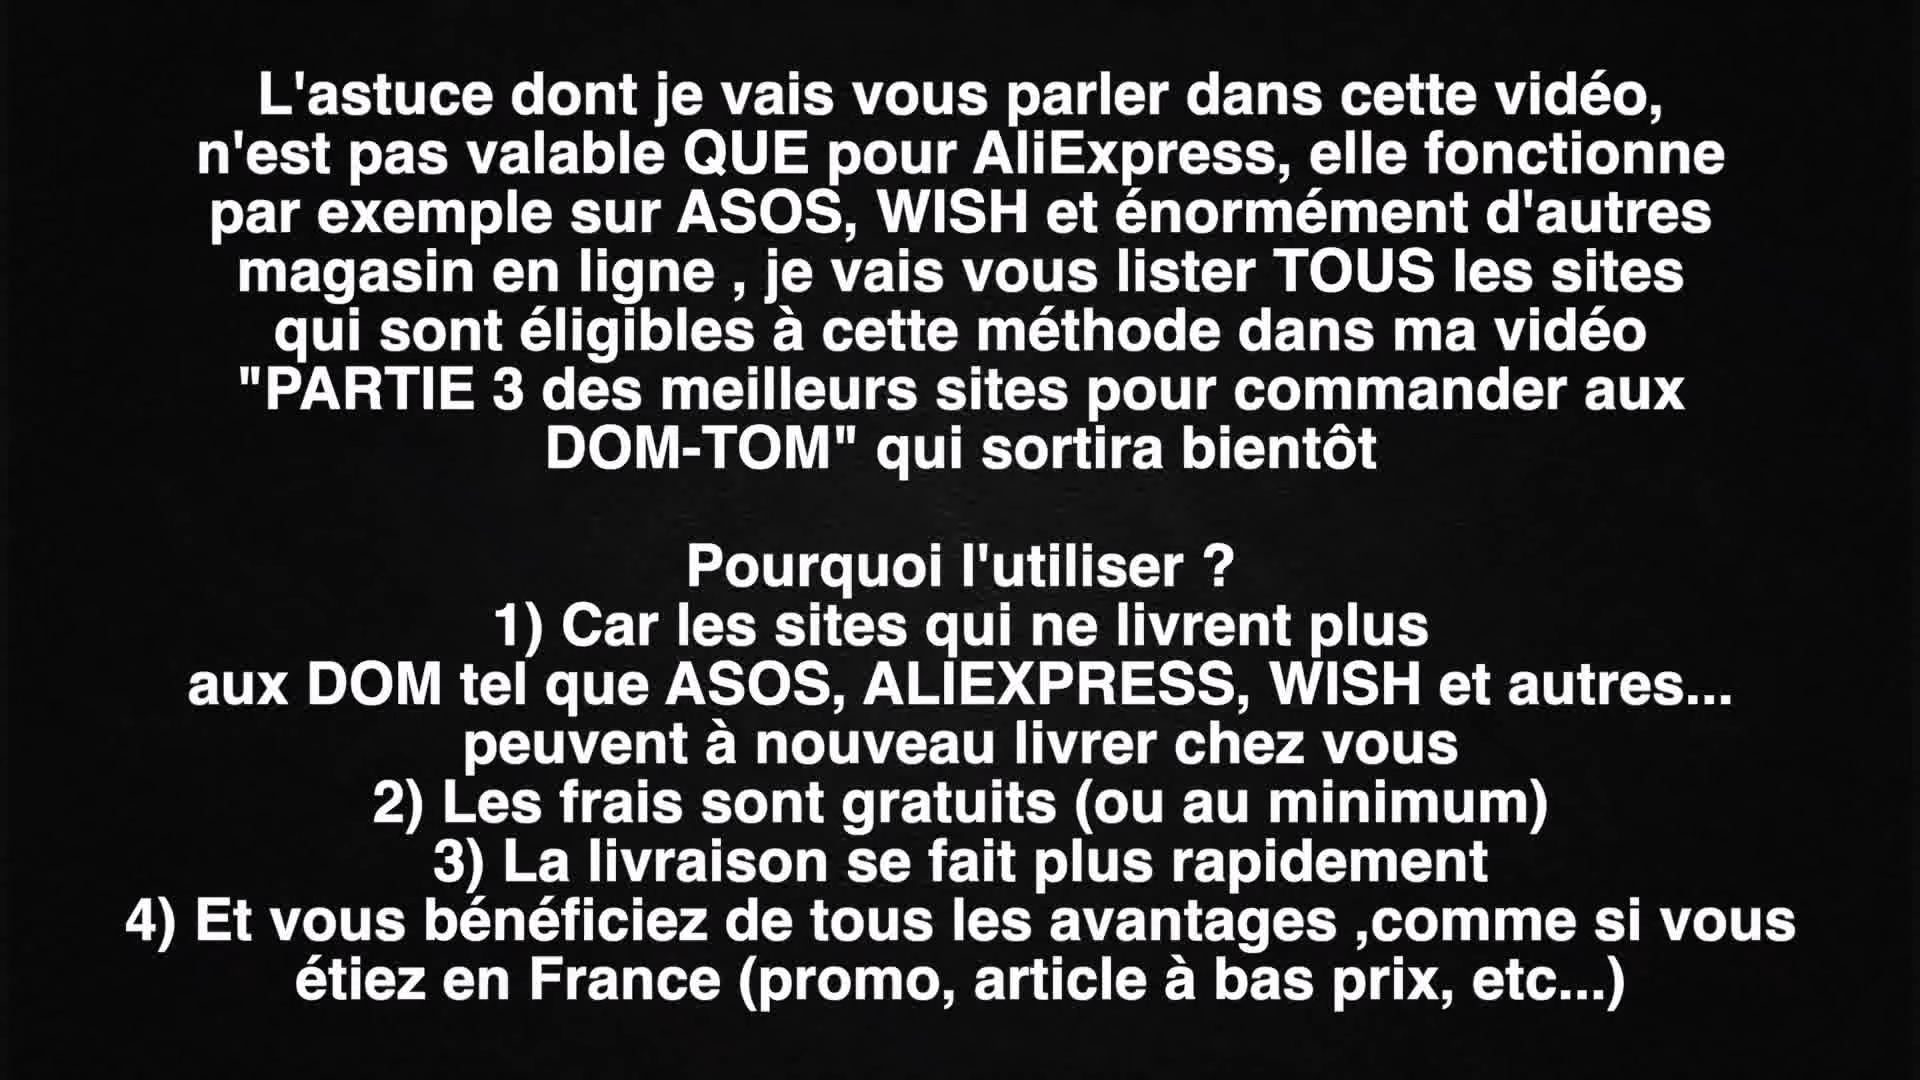 L'astuce dont je vais vous parler dans cette vidéo,
n'est pas valable QUE pour AliExpress, elle fonctionne
par exemple sur ASOS, WISH et énormément d'autres
magasin en ligne , je vais vous lister TOUS les sites
qui sont éligibles à cette méthode dans ma vidéo
"PARTIE 3 des meilleurs sites pour commander aux
DOM-TOM" qui sortira bientôt
Pourquoi l'utiliser ?
1) Car les sites qui ne livrent plus
aux DOM tel que ASOS, ALIEXPRESS, WISH et autres...
peuvent à nouveau livrer chez vous
2) Les frais sont gratuits (ou au minimum)
3) La livraison se fait plus rapidement
4) Et vous bénéficiez de tous les avantages ,comme si vous
étiez en France (promo, article à bas prix, etc...)